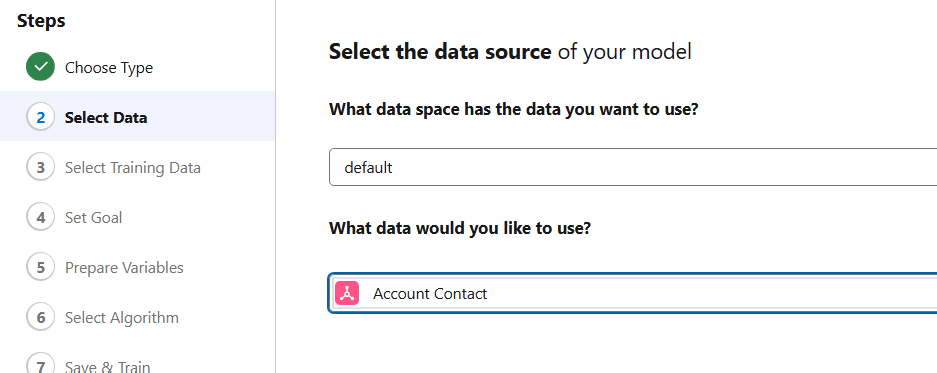 Steps
Choose Type
2 Select Data
3 Select Training Data
4 Set Goal
5 Prepare Variables
6 Select Algorithm
7 Save & Train
Select the data source of your model
What data space has the data you want to use?
default
What data would you like to use?
Account Contact